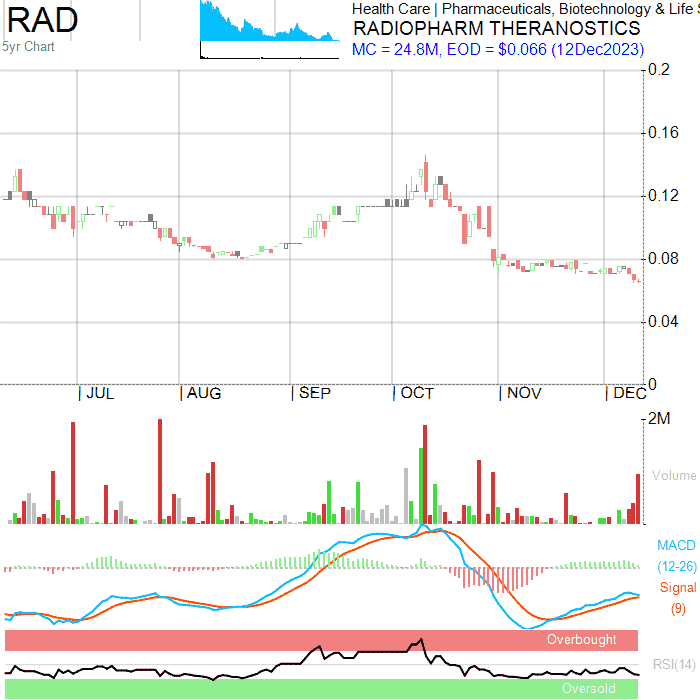 RAD
5yr Chart
Health Care | Pharmaceuticals, Biotechnology & Life
RADIOPHARM THERANOSTICS
MC = 24.8M, EOD = $0.066 (12Dec2023)
0.2
0.16
0.12
0.08
0.04
0
| JUL | AUG | SEP | OCT | NOV | DEC
2M
Volume
MACD
(12-26)
Signal
(9)
Overbought
RSI(14)
Oversold